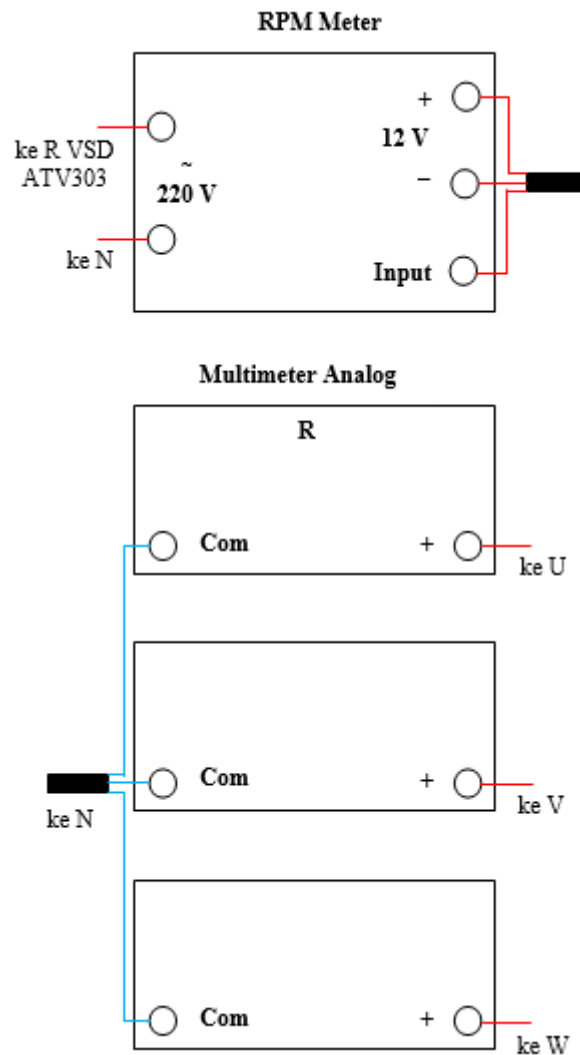 RPM Meter
+
ke R VSD
ATV303
~
220 V
12 V
–
ke N
Input
Multimeter Analog
R
Com
+
ke U
Com
+
ke V
ke N
Com
+
ke W